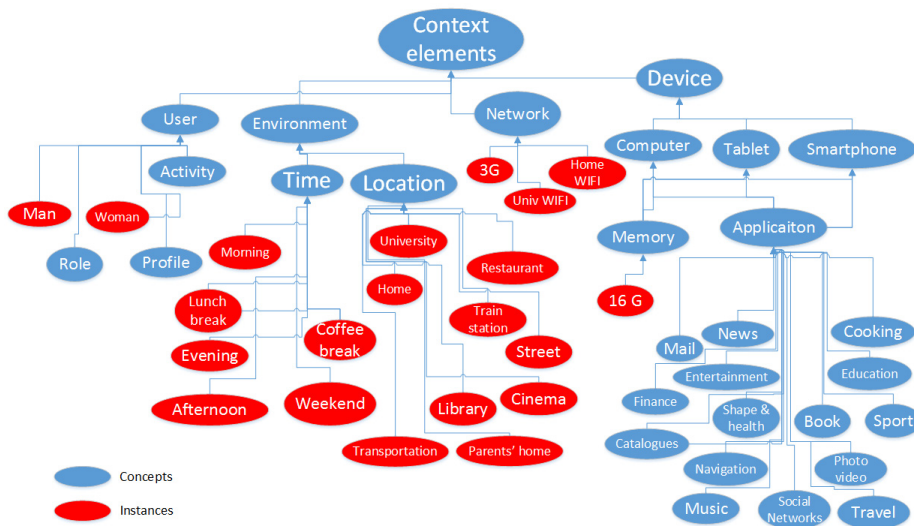 Context
elements
Device
User
Environment
Network
Computer
Tablet
Smartphone
Activity
Time
Location
3G
Home
WIFI
Univ WIFI
Man
Woman
Role
Profile
Morning
University
Restaurant
Memory
Applicaiton
Home
Lunch
break
Train
station
16 G
Coffee
break
Evening
Street
Mail
News
Cooking
Entertainment
Education
Afternoon
Weekend
Library
Cinema
Finance
Shape &
health
Book
Sport
Catalogues
Transportation
Parents' home
Navigation
Photo
video
Music
Social
Networks
Travel
Concepts
Instances